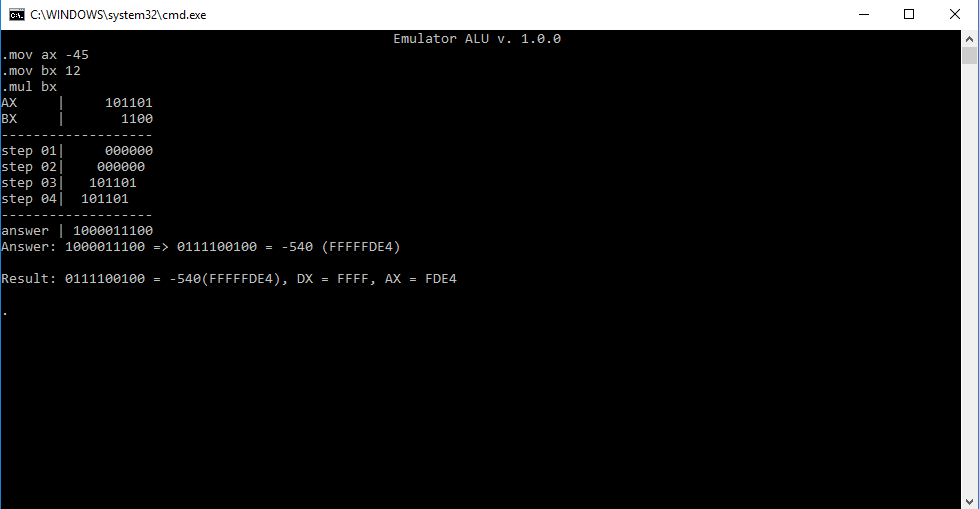 C:\WINDOWS\system32\cmd.exe
Emulator ALU v. 1.0.0
.mov ax -45
.mov bx 12
.mul bx
AX     |     101101
BX     |       1100
-------------------
step 01|     000000
step 02|    000000
step 03|   101101
step 04|  101101
-------------------
answer | 1000011100
Answer: 1000011100 => 0111100100 = -540 (FFFFFDE4)
Result: 0111100100 = -540(FFFFFDE4), DX = FFFF, AX = FDE4
.